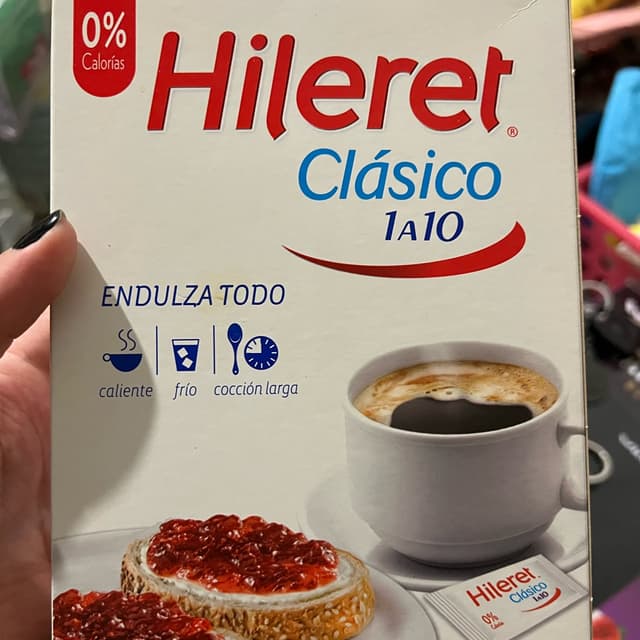 0%
Calorías
Hileret®
Clásico
1A10
ENDULZA TODO
caliente
frío
cocción larga
Hileret
Clásico
1A10
0%